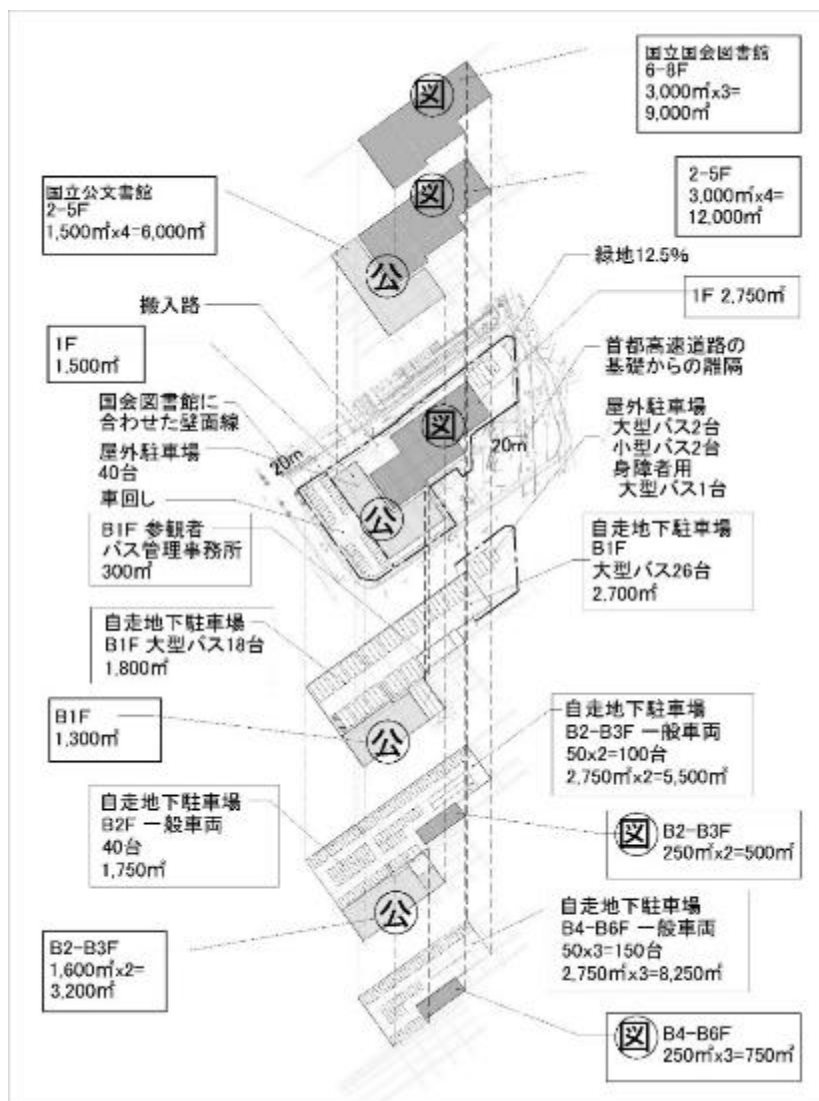 国立国会図書館
6-8F
3,000㎡x3=
9,000㎡
図
図
2-5F
3,000㎡x4=
12,000㎡
国立公文書館
2-5F
1,500㎡x4=6,000㎡
公
緑地12.5%
搬入路
1F 2,750㎡
1F
1.500㎡
首都高速道路の
基礎からの離隔
国会図書館に
合わせた壁面線
図
屋外駐車場
大型バス2台
小型バス2台
身障者用
大型バス1台
20m
20m
屋外駐車場
40台
車回し
公
B1F 参観者
バス管理事務所
300㎡
自走地下駐車場
B1F
大型バス26台
2,700㎡
自走地下駐車場
B1F 大型バス18台
1,800㎡
B1F
1,300㎡
公
自走地下駐車場
B2-B3F 一般車両
50x2=100台
2,750㎡x2=5,500㎡
自走地下駐車場
B2F 一般車両
40台
1,750㎡
図 B2-B3F
250㎡x2=500㎡
公
自走地下駐車場
B4-B6F 一般車両
50x3=150台
2,750㎡x3=8,250㎡
B2-B3F
1,600㎡x2=
3,200㎡
図 B4-B6F
250㎡x3=750㎡